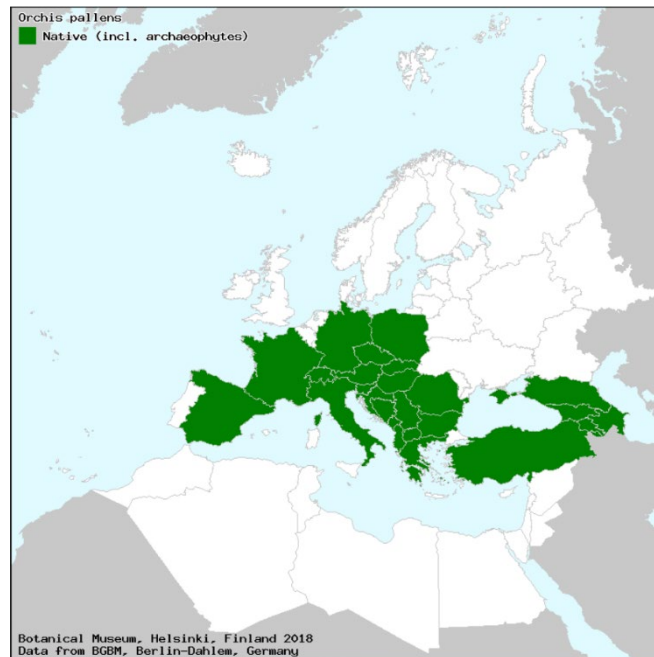 Orchis pallens
Native (incl. archaeophytes)
Botanical Museum, Helsinki, Finland 2018
Data from BGBM, Berlin-Dahlem, Germany